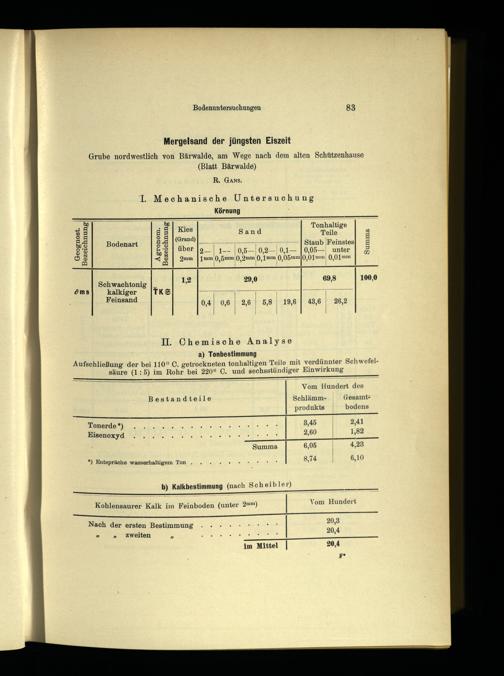 Bodenuntersuchungen 83
Mergelsand der jüngsten Eiszeit
Grube nordwestlich von Bärwalde, am Wege nach dem alten Schützenhause
(Blatt Bärwalde)
R. Gans.
I. Mechanische Untersuchung
Körnung
Geognost. Bezeichnung
Bodenart
Agronom. Bezeichnung
Kies (Grand) über 2mm
Sand
2— 1mm
1— 0,5mm
0,5— 0,2mm
0,2— 0,1mm
0,1— 0,05mm
Tonhaltige Teile
Staub 0,05— 0,01mm
Feinstes unter 0,01mm
Summa
∂ms
Schwachtonig kalkiger Feinsand
1,2 29,0 69,8 100,0
0,4 0,6 2,6 5,8 19,6 43,6 26,2
II. Chemische Analyse
a) Tonbestimmung
Aufschließung der bei 110° C. getrockneten tonhaltigen Teile mit verdünnter Schwefel-
säure (1:5) im Rohr bei 220° C. und sechsstündiger Einwirkung
Bestandteile
Vom Hundert des
Schlämm- produkts
Gesamt- bodens
Tonerde*) . . . . . . . . . . . . . 3,45 2,41
Eisenoxyd . . . . . . . . . . . . . 2,60 1,82
Summa 6,05 4,23
*) Entspräche wasserhaltigem Ton . . . . . . . . 8,74 6,10
b) Kalkbestimmung (nach Scheibler)
Kohlensaurer Kalk im Feinboden (unter 2mm) Vom Hundert
Nach der ersten Bestimmung . . . . . . . . . 20,3
„ „ zweiten „ . . . . . . . . . 20,4
im Mittel 20,4
F*